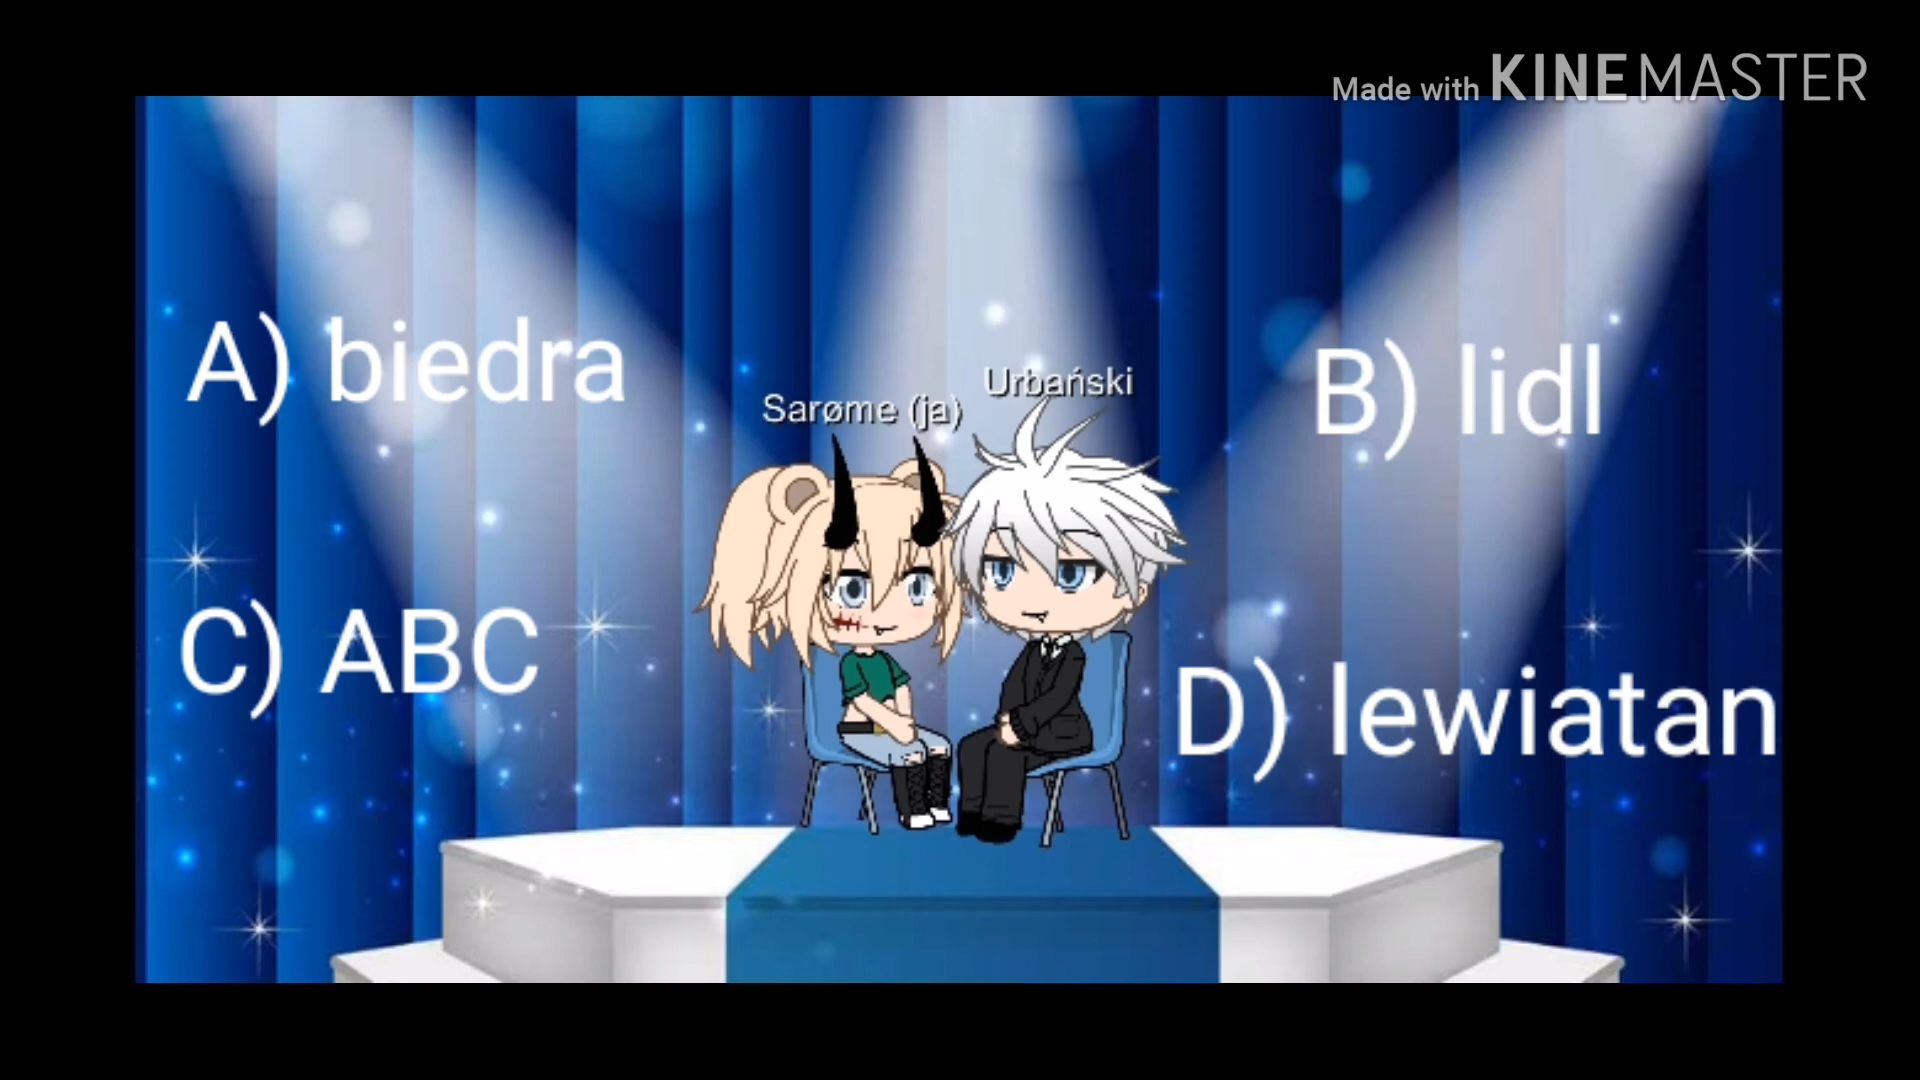 Made with KINEMASTER
A) biedra
B) lidl
Urbański
Sarøme (ja)
C) ABC
D) lewiatan